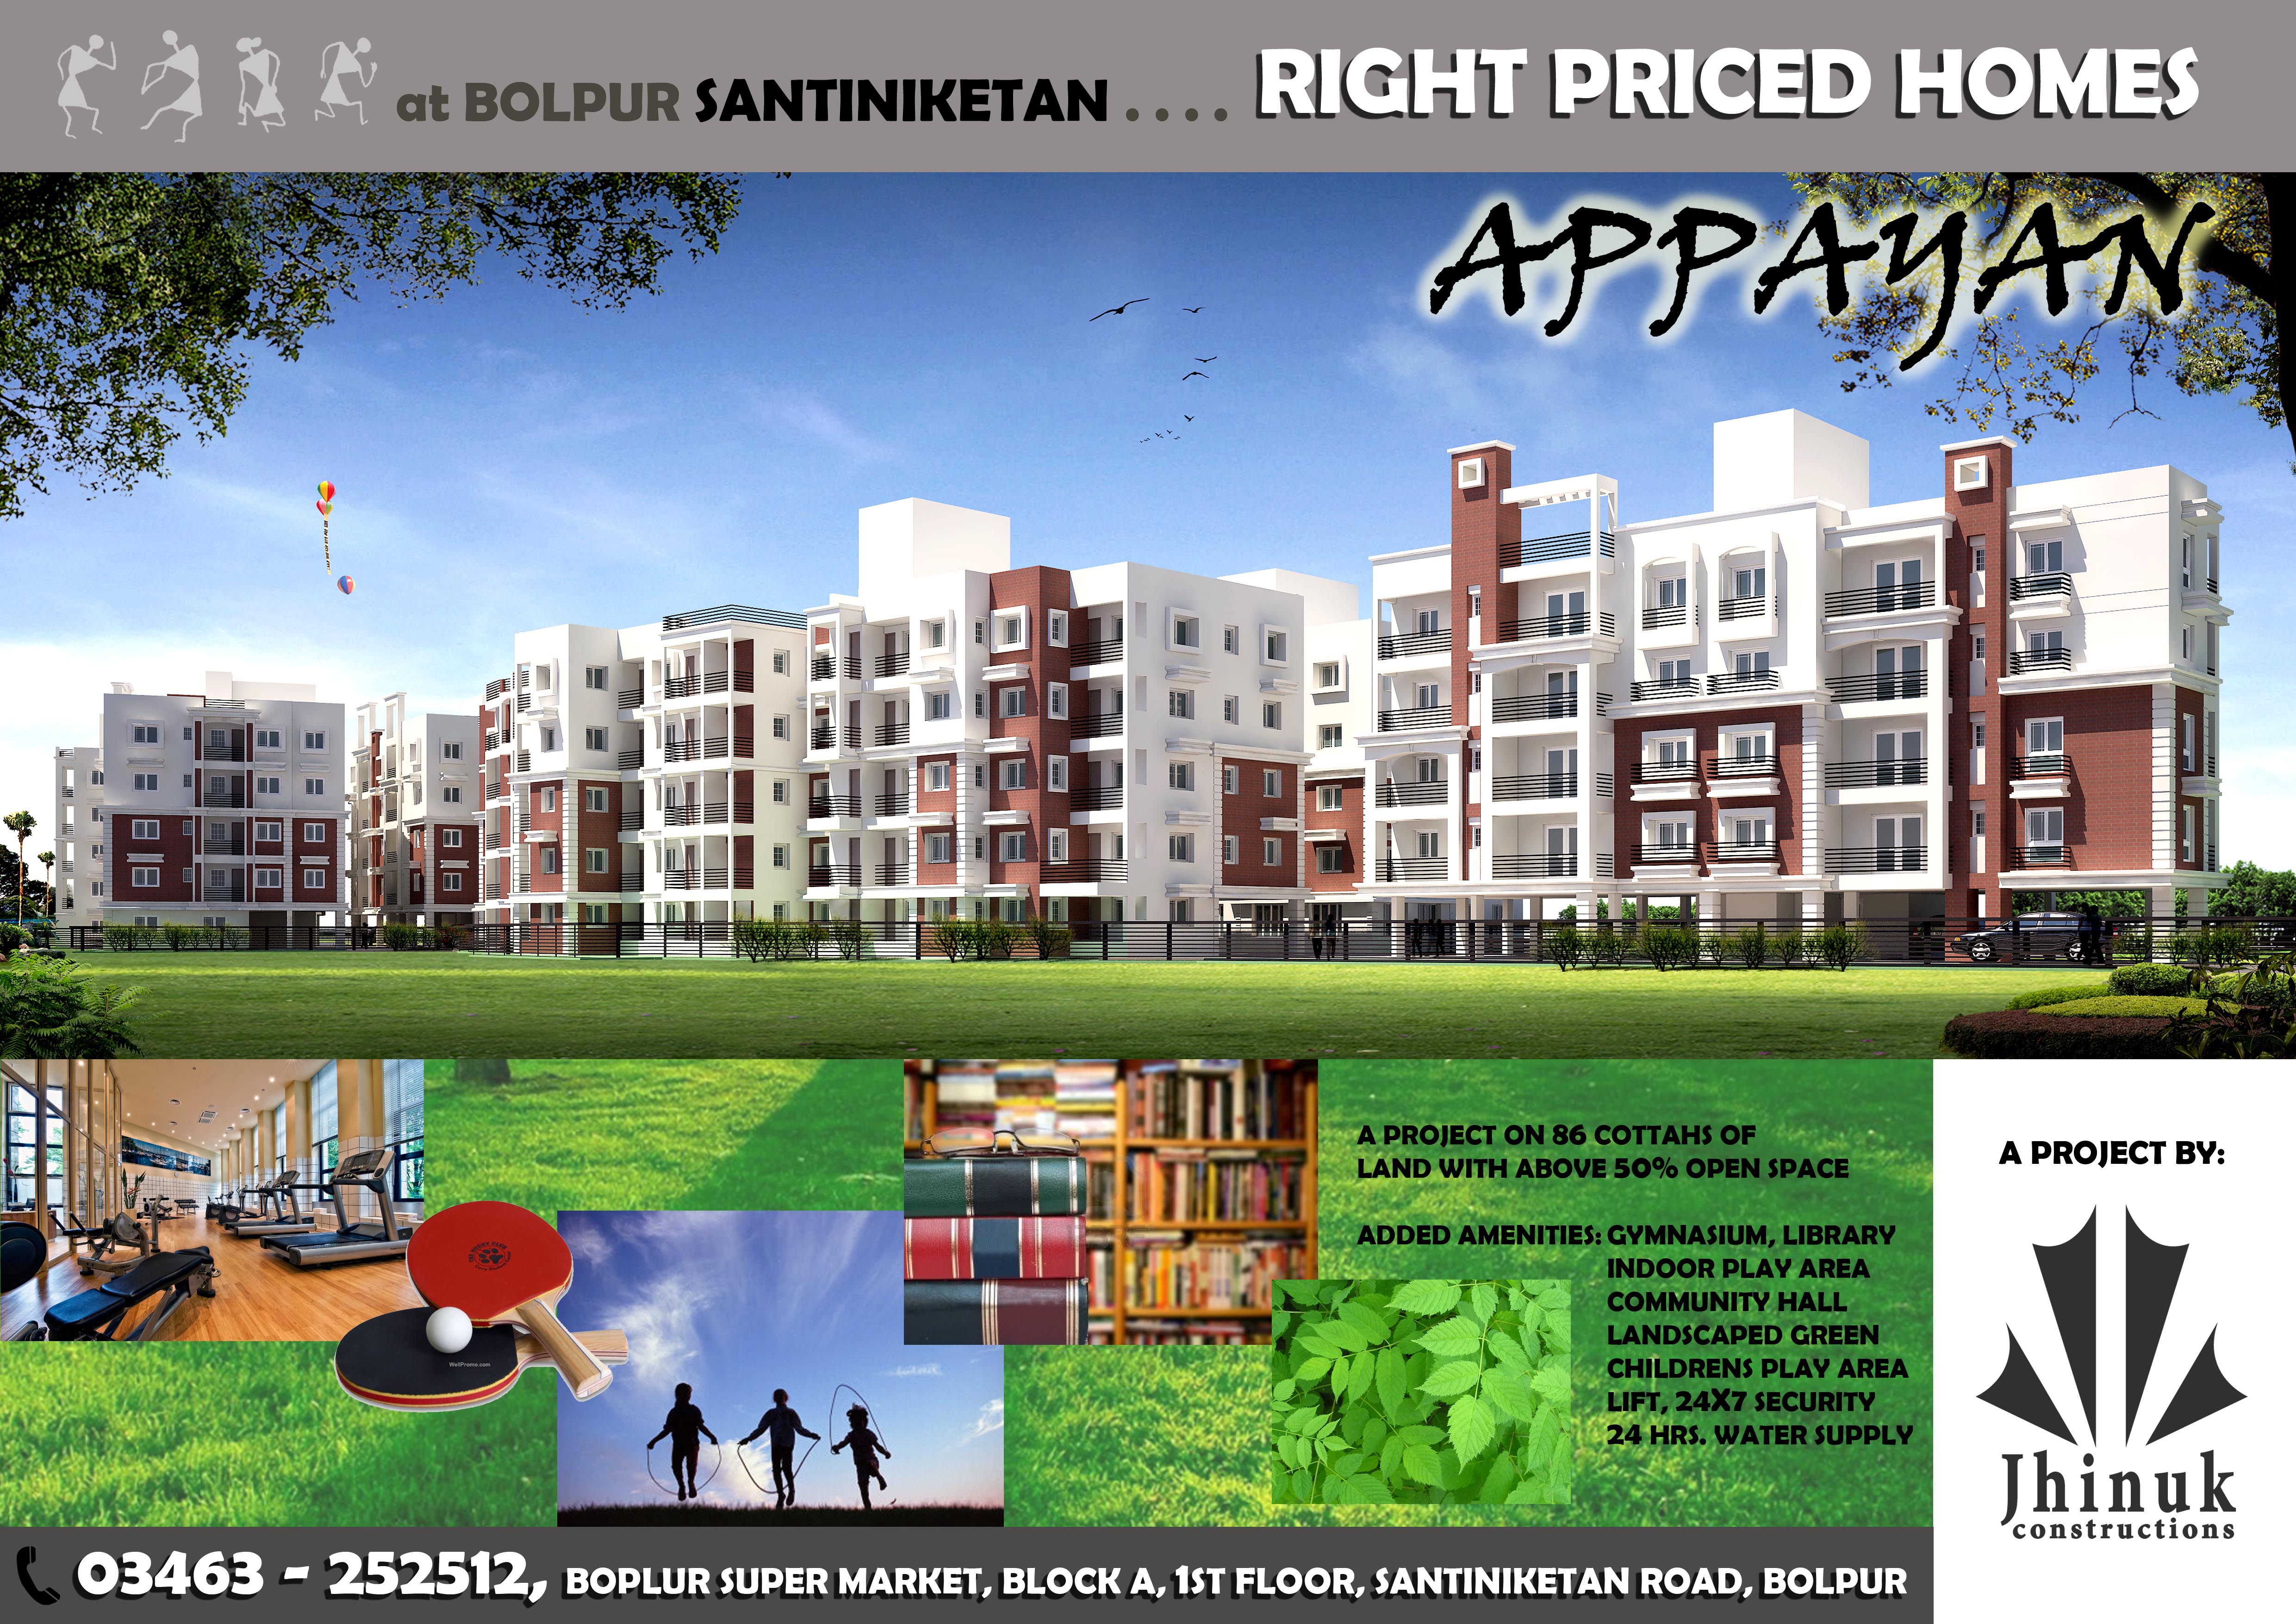 at BOLPUR SANTINIKETAN . . . . RIGHT PRICED HOMES
APPAYAN
A PROJECT ON 86 COTTAHS OF
LAND WITH ABOVE 50% OPEN SPACE
ADDED AMENITIES: GYMNASIUM, LIBRARY
INDOOR PLAY AREA
COMMUNITY HALL
LANDSCAPED GREEN
CHILDRENS PLAY AREA
LIFT, 24X7 SECURITY
24 HRS. WATER SUPPLY
A PROJECT BY:
Jhinuk
constructions
WellPromo.com
03463 - 252512, BOPLUR SUPER MARKET, BLOCK A, 1ST FLOOR, SANTINIKETAN ROAD, BOLPUR